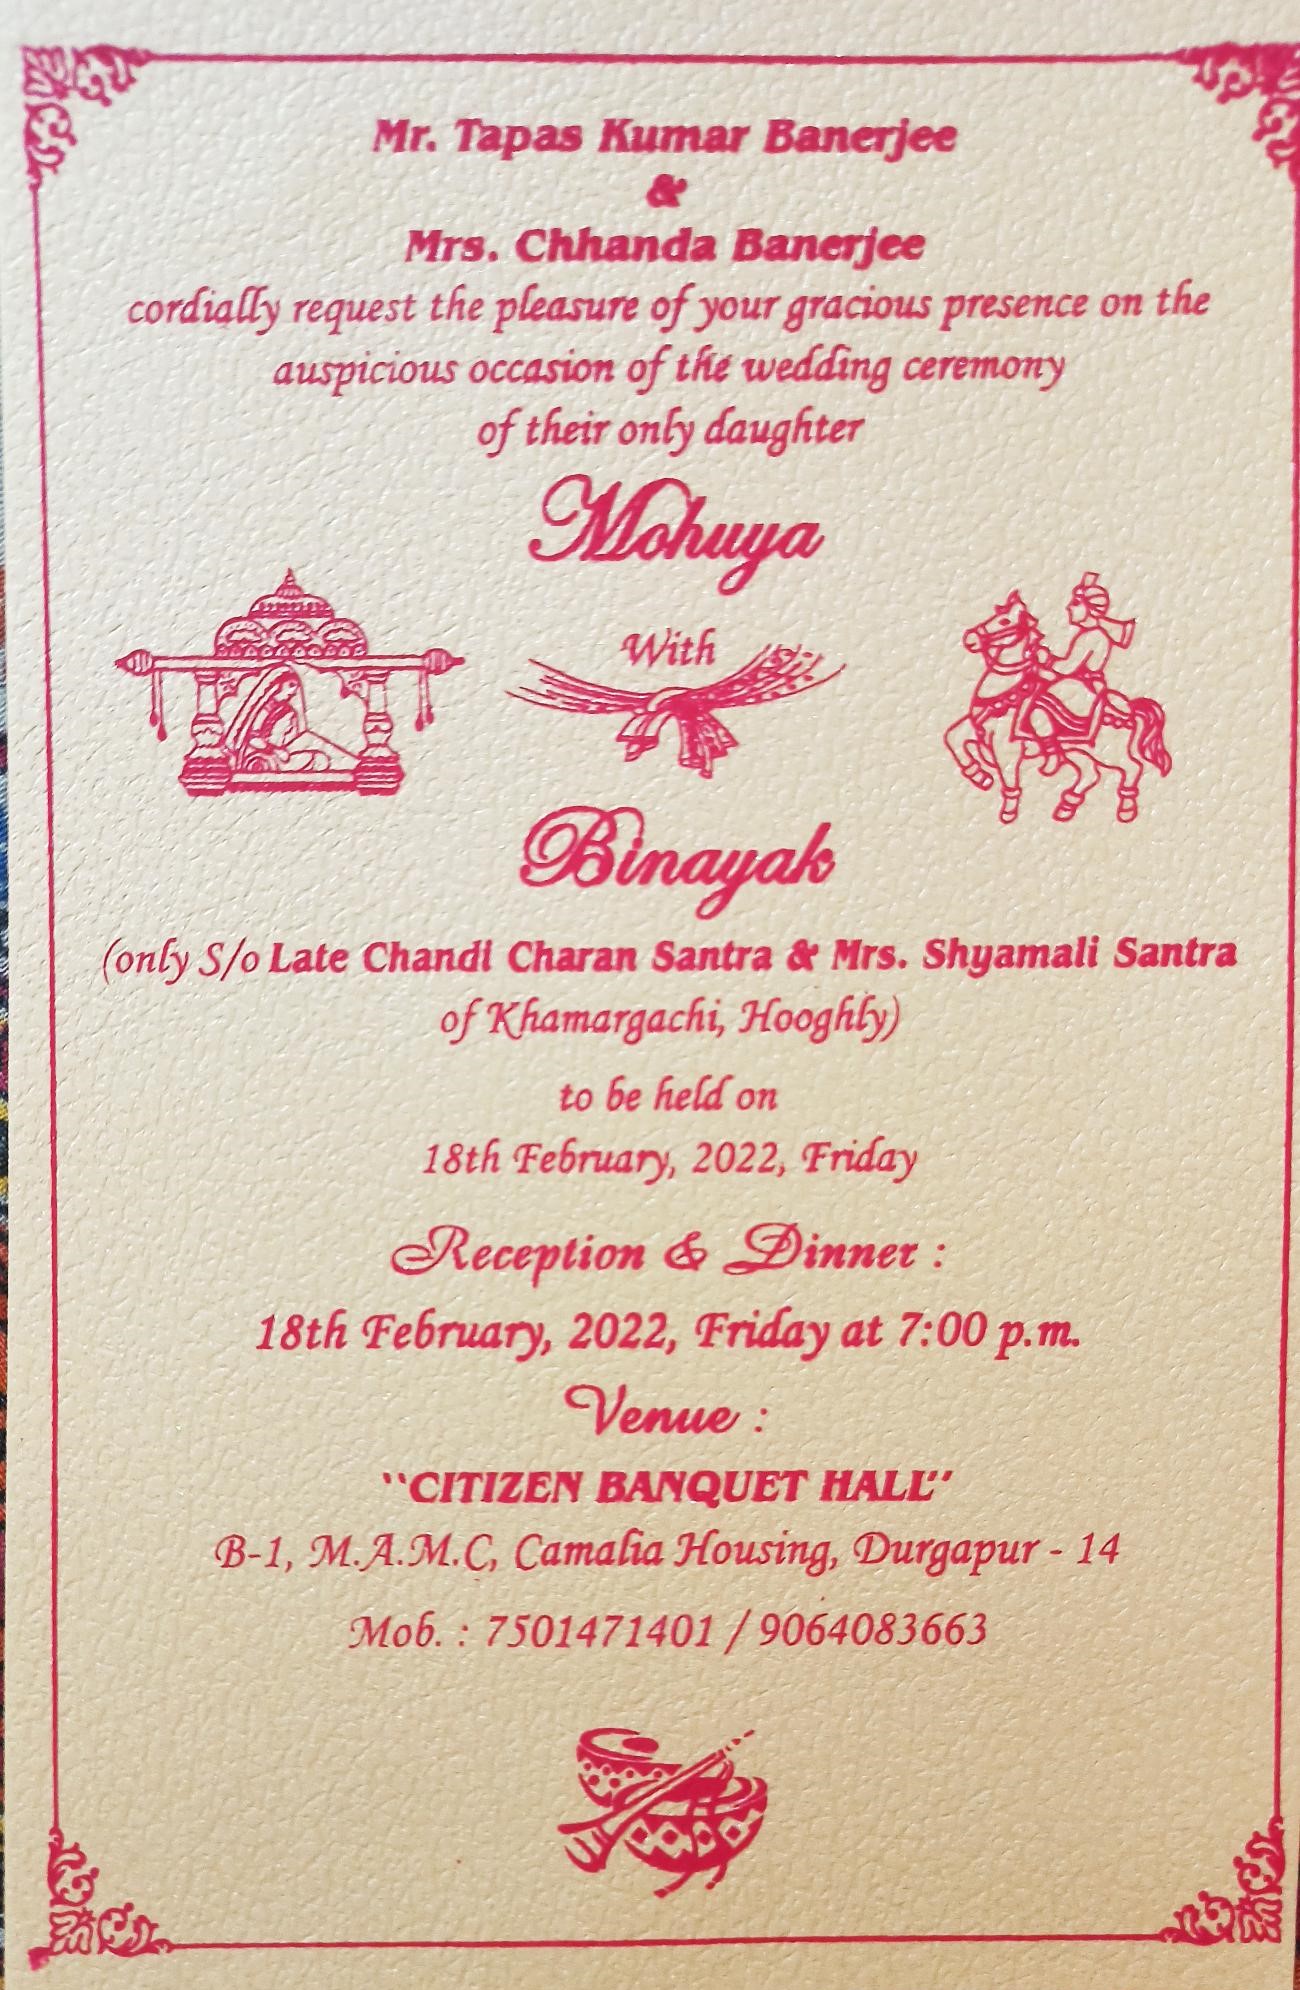 Mr. Tapas Kumar Banerjee
&
Mrs. Chhanda Banerjee
cordially request the pleasure of your gracious presence on the
auspicious occasion of the wedding ceremony
of their only daughter
Mohuya
With
Binayak
(only S/o Late Chandi Charan Santra & Mrs. Shyamali Santra
of Khamargachi, Hooghly)
to be held on
18th February, 2022, Friday
Reception & Dinner :
18th February, 2022, Friday at 7:00 p.m.
Venue :
"CITIZEN BANQUET HALL"
B-1, M.A.M.C, Camalia Housing, Durgapur - 14
Mob. : 7501471401 / 9064083663